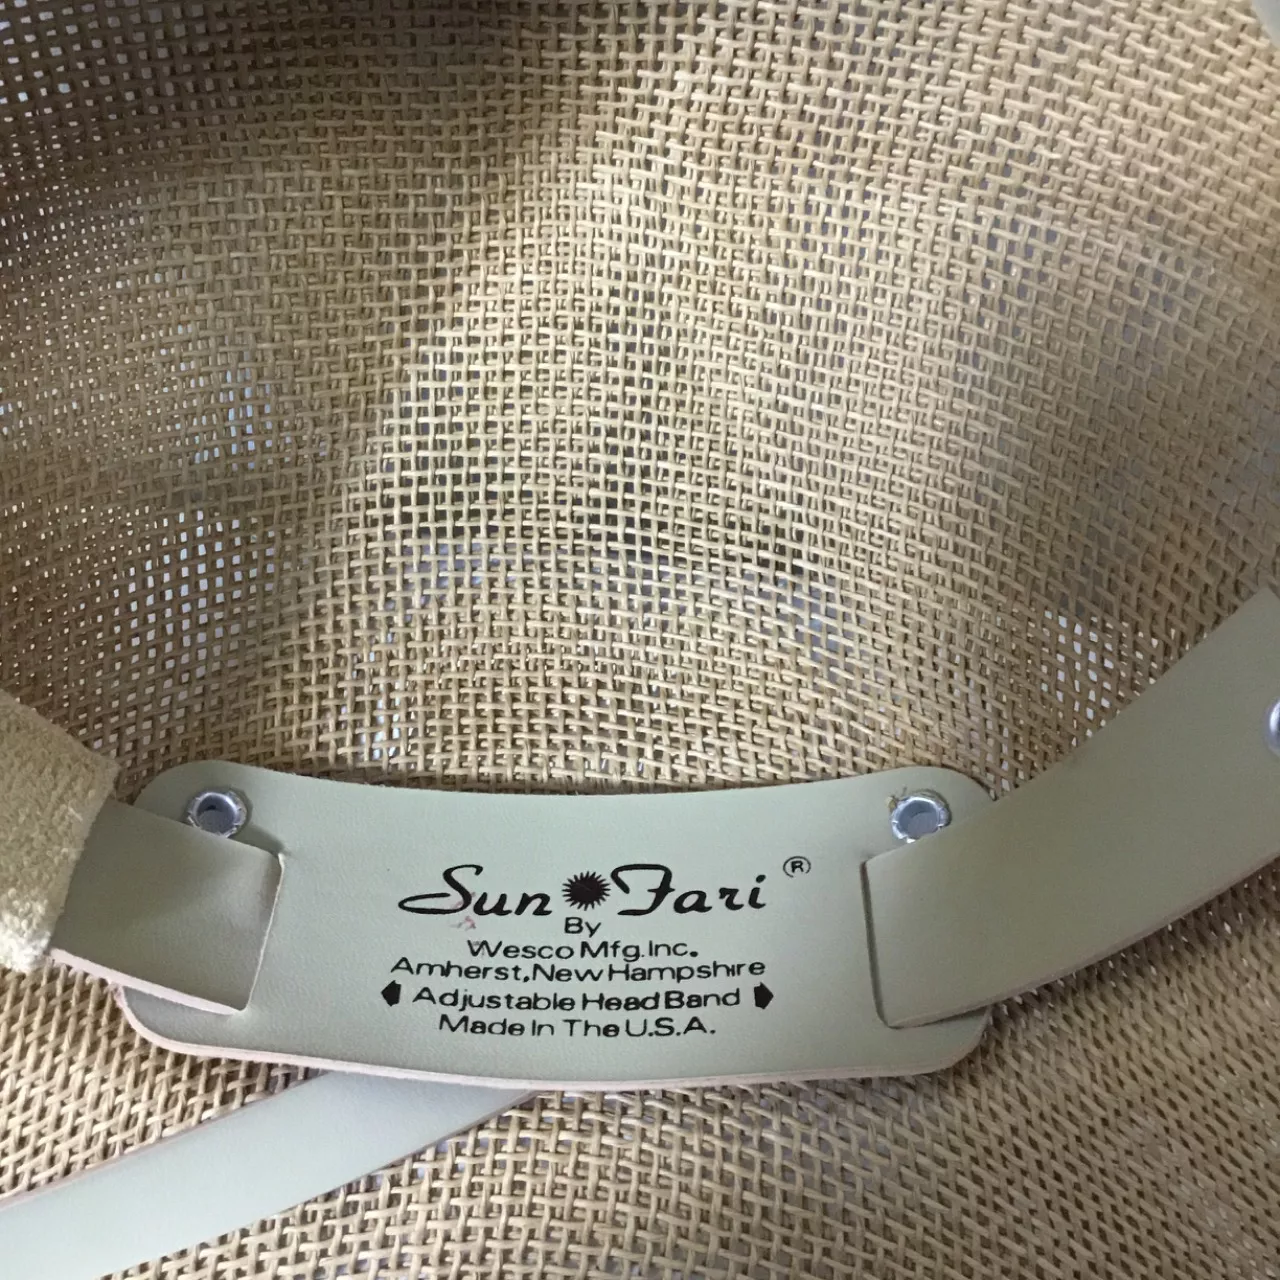 Sun Fari ®
By
Wesco Mfg. Inc.
Amherst, New Hampshire
Adjustable Head Band
Made In The U.S.A.